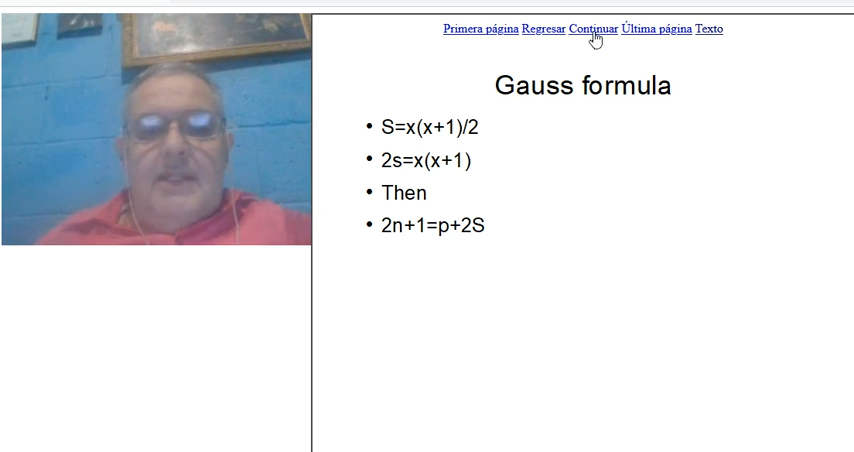 Primera página Regresar Continuar Última página Texto
Gauss formula
• S=x(x+1)/2
• 2s=x(x+1)
• Then
• 2n+1=p+2S